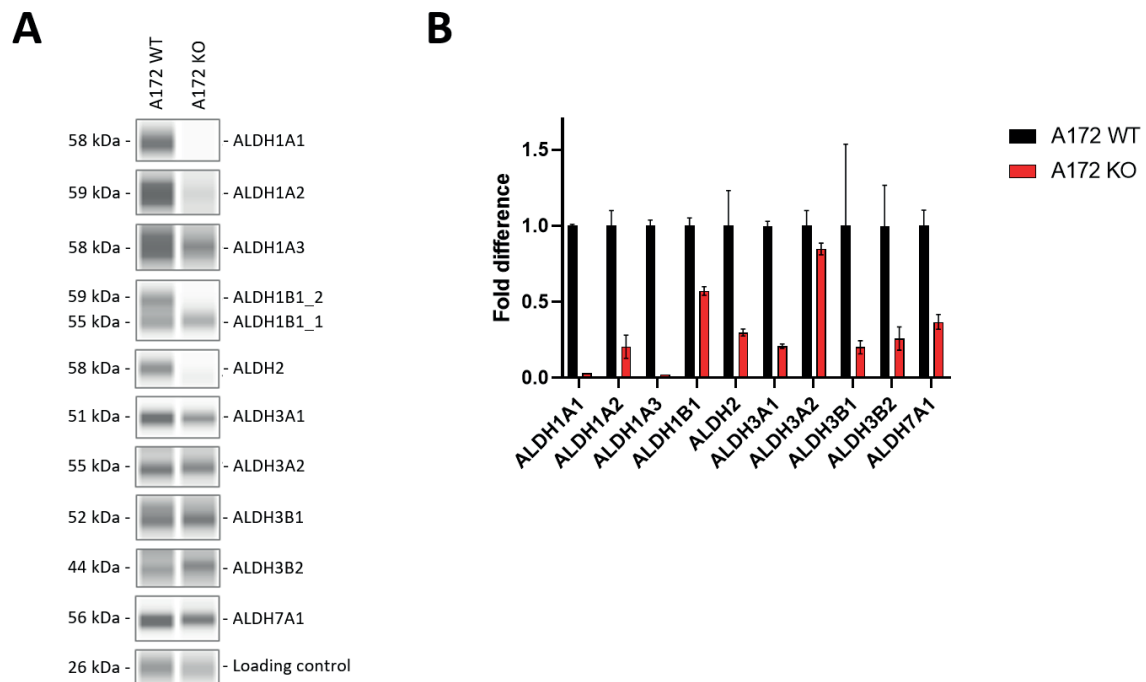 A
A172 WT
A172 KO
58 kDa - - ALDH1A1
59 kDa - - ALDH1A2
58 kDa - - ALDH1A3
59 kDa - - ALDH1B1_2
55 kDa - - ALDH1B1_1
58 kDa - - ALDH2
51 kDa - - ALDH3A1
55 kDa - - ALDH3A2
52 kDa - - ALDH3B1
44 kDa - - ALDH3B2
56 kDa - - ALDH7A1
26 kDa - - Loading control
B
Fold difference
1.5
1.0
0.5
0.0
ALDH1A1
ALDH1A2
ALDH1A3
ALDH1B1
ALDH2
ALDH3A1
ALDH3A2
ALDH3B1
ALDH3B2
ALDH7A1
A172 WT
A172 KO